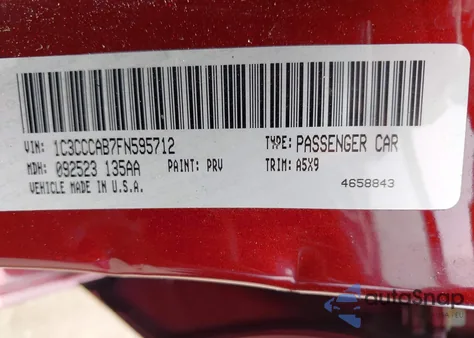 VIN: 1C3CCCAB7FN595712 TYPE: PASSENGER CAR
MDH: 092523 135AA PAINT: PRV TRIM: A5X9
VEHICLE MADE IN U.S.A.
4658843
autoSnap